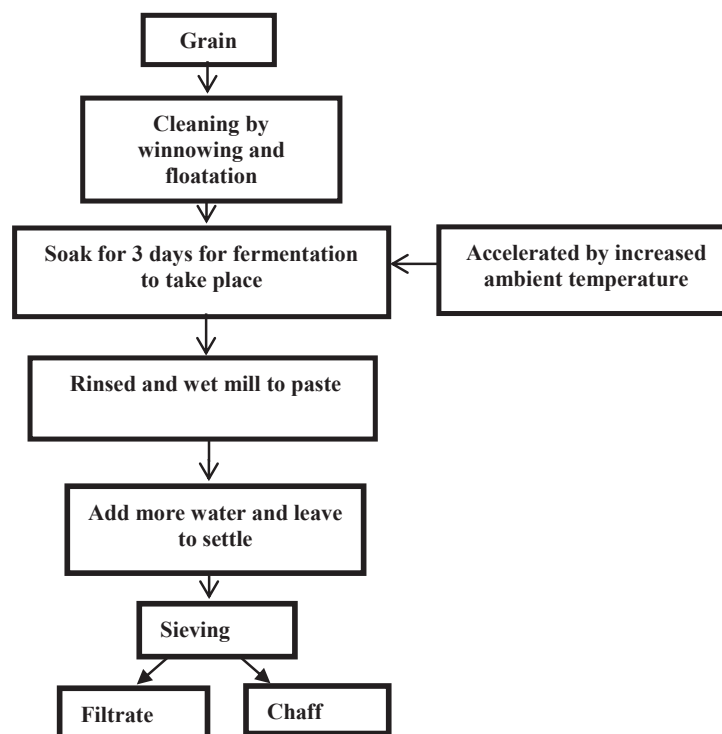 Grain
Cleaning by
winnowing and
floatation
Soak for 3 days for fermentation
to take place
Accelerated by increased
ambient temperature
Rinsed and wet mill to paste
Add more water and leave
to settle
Sieving
Filtrate
Chaff